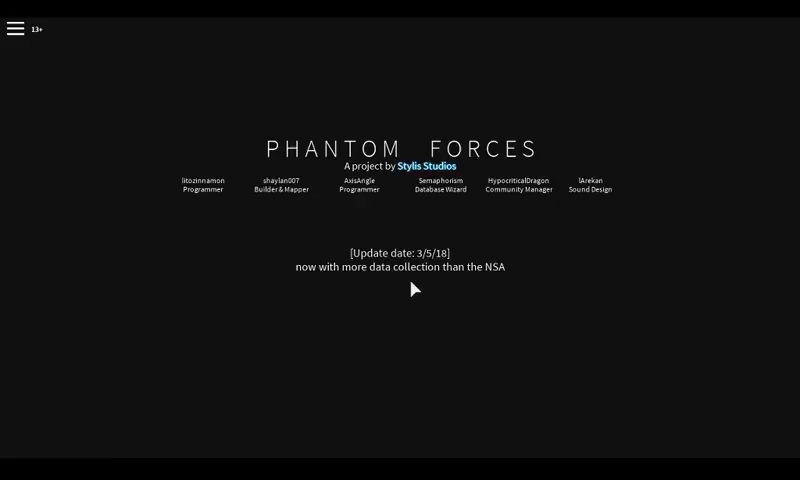 13+
PHANTOM FORCES
A project by Stylis Studios
litozinnamon shaylan007 AxisAngle Semaphorism HypocriticalDragon lArekan
Programmer Builder & Mapper Programmer Database Wizard Community Manager Sound Design
[Update date: 3/5/18]
now with more data collection than the NSA